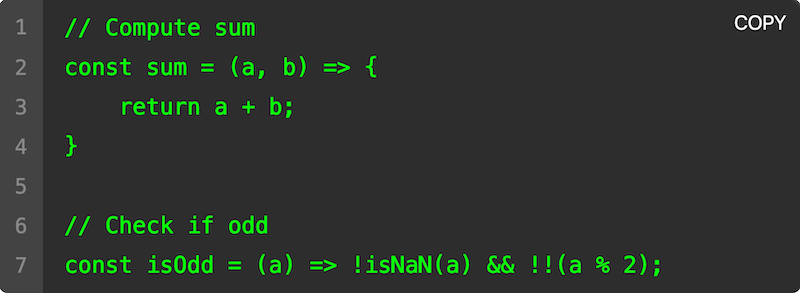 COPY
1 // Compute sum
2 const sum = (a, b) => {
3     return a + b;
4 }
5
6 // Check if odd
7 const isOdd = (a) => !isNaN(a) && !!(a % 2);